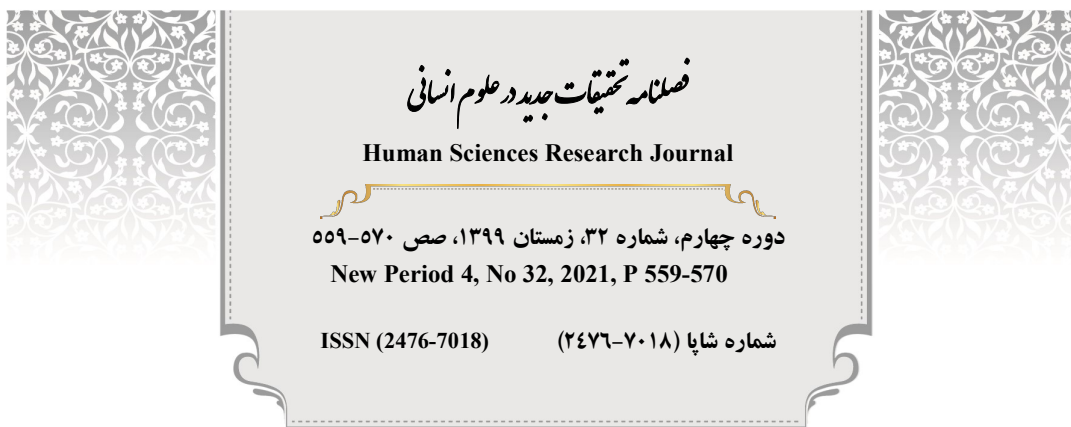 فصلنامه تحقیقات جدید در علوم انسانی
Human Sciences Research Journal
دوره چهارم، شماره ۳۲، زمستان ۱۳۹۹، صص ۵۷۰-۵۵۹
New Period 4, No 32, 2021, P 559-570
شماره شاپا (۷۰۱۸-۲۴۷۶) ISSN (2476-7018)